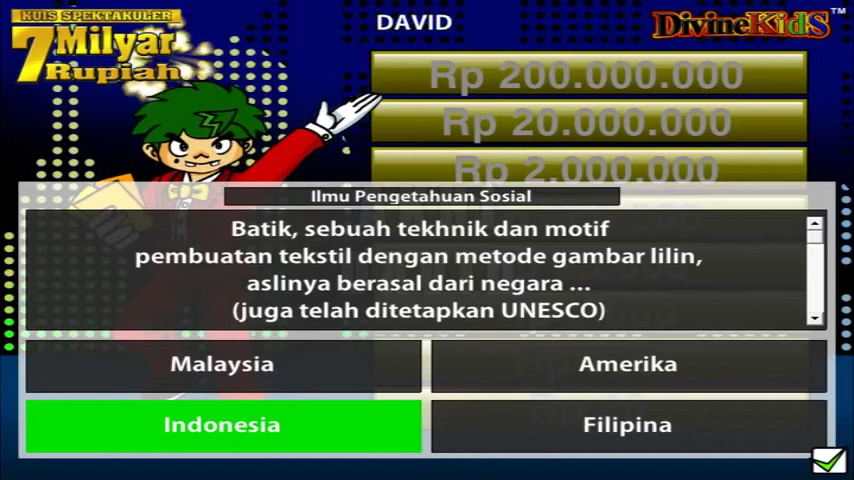 KUIS SPEKTAKULER
7 Milyar
Rupiah
DAVID
DivineKidS™
Rp 200.000.000
Rp 20.000.000
Rp 2.000.000
Ilmu Pengetahuan Sosial
Batik, sebuah tekhnik dan motif
pembuatan tekstil dengan metode gambar lilin,
aslinya berasal dari negara ...
(juga telah ditetapkan UNESCO)
Malaysia
Amerika
Indonesia
Filipina